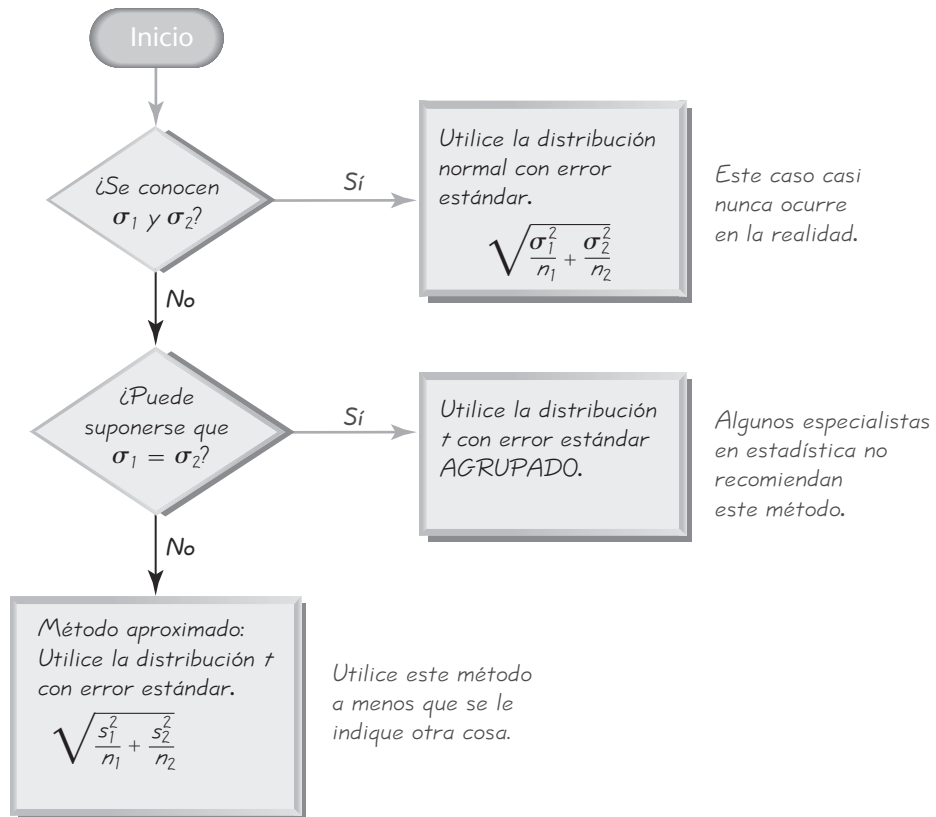 Inicio
¿Se conocen
σ₁ y σ₂?
Sí
Utilice la distribución
normal con error
estándar.
√(σ₁²/n₁ + σ₂²/n₂)
Este caso casi
nunca ocurre
en la realidad.
No
¿Puede
suponerse que
σ₁ = σ₂?
Sí
Utilice la distribución
t con error estándar
AGRUPADO.
Algunos especialistas
en estadística no
recomiendan
este método.
No
Método aproximado:
Utilice la distribución t
con error estándar.
√(s₁²/n₁ + s₂²/n₂)
Utilice este método
a menos que se le
indique otra cosa.